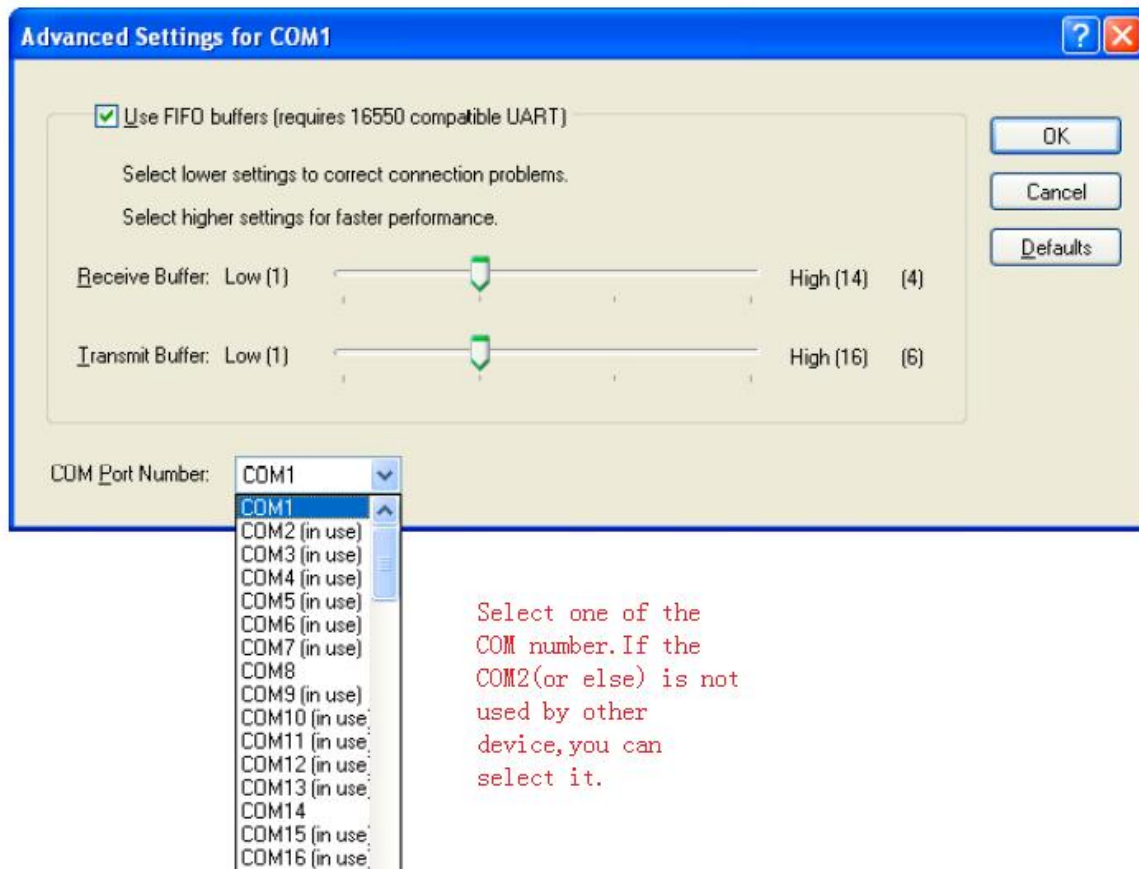 Advanced Settings for COM1
Use FIFO buffers (requires 16550 compatible UART)
OK
Select lower settings to correct connection problems.
Cancel
Select higher settings for faster performance.
Defaults
Receive Buffer: Low (1) High (14) (4)
Transmit Buffer: Low (1) High (16) (6)
COM Port Number: COM1
COM1
COM2 (in use)
COM3 (in use)
COM4 (in use)
COM5 (in use)
COM6 (in use)
COM7 (in use)
COM8
COM9 (in use)
COM10 (in use
COM11 (in use
COM12 (in use
COM13 (in use
COM14
COM15 (in use
COM16 (in use
Select one of the
COM number.If the
COM2(or else) is not
used by other
device,you can
select it.